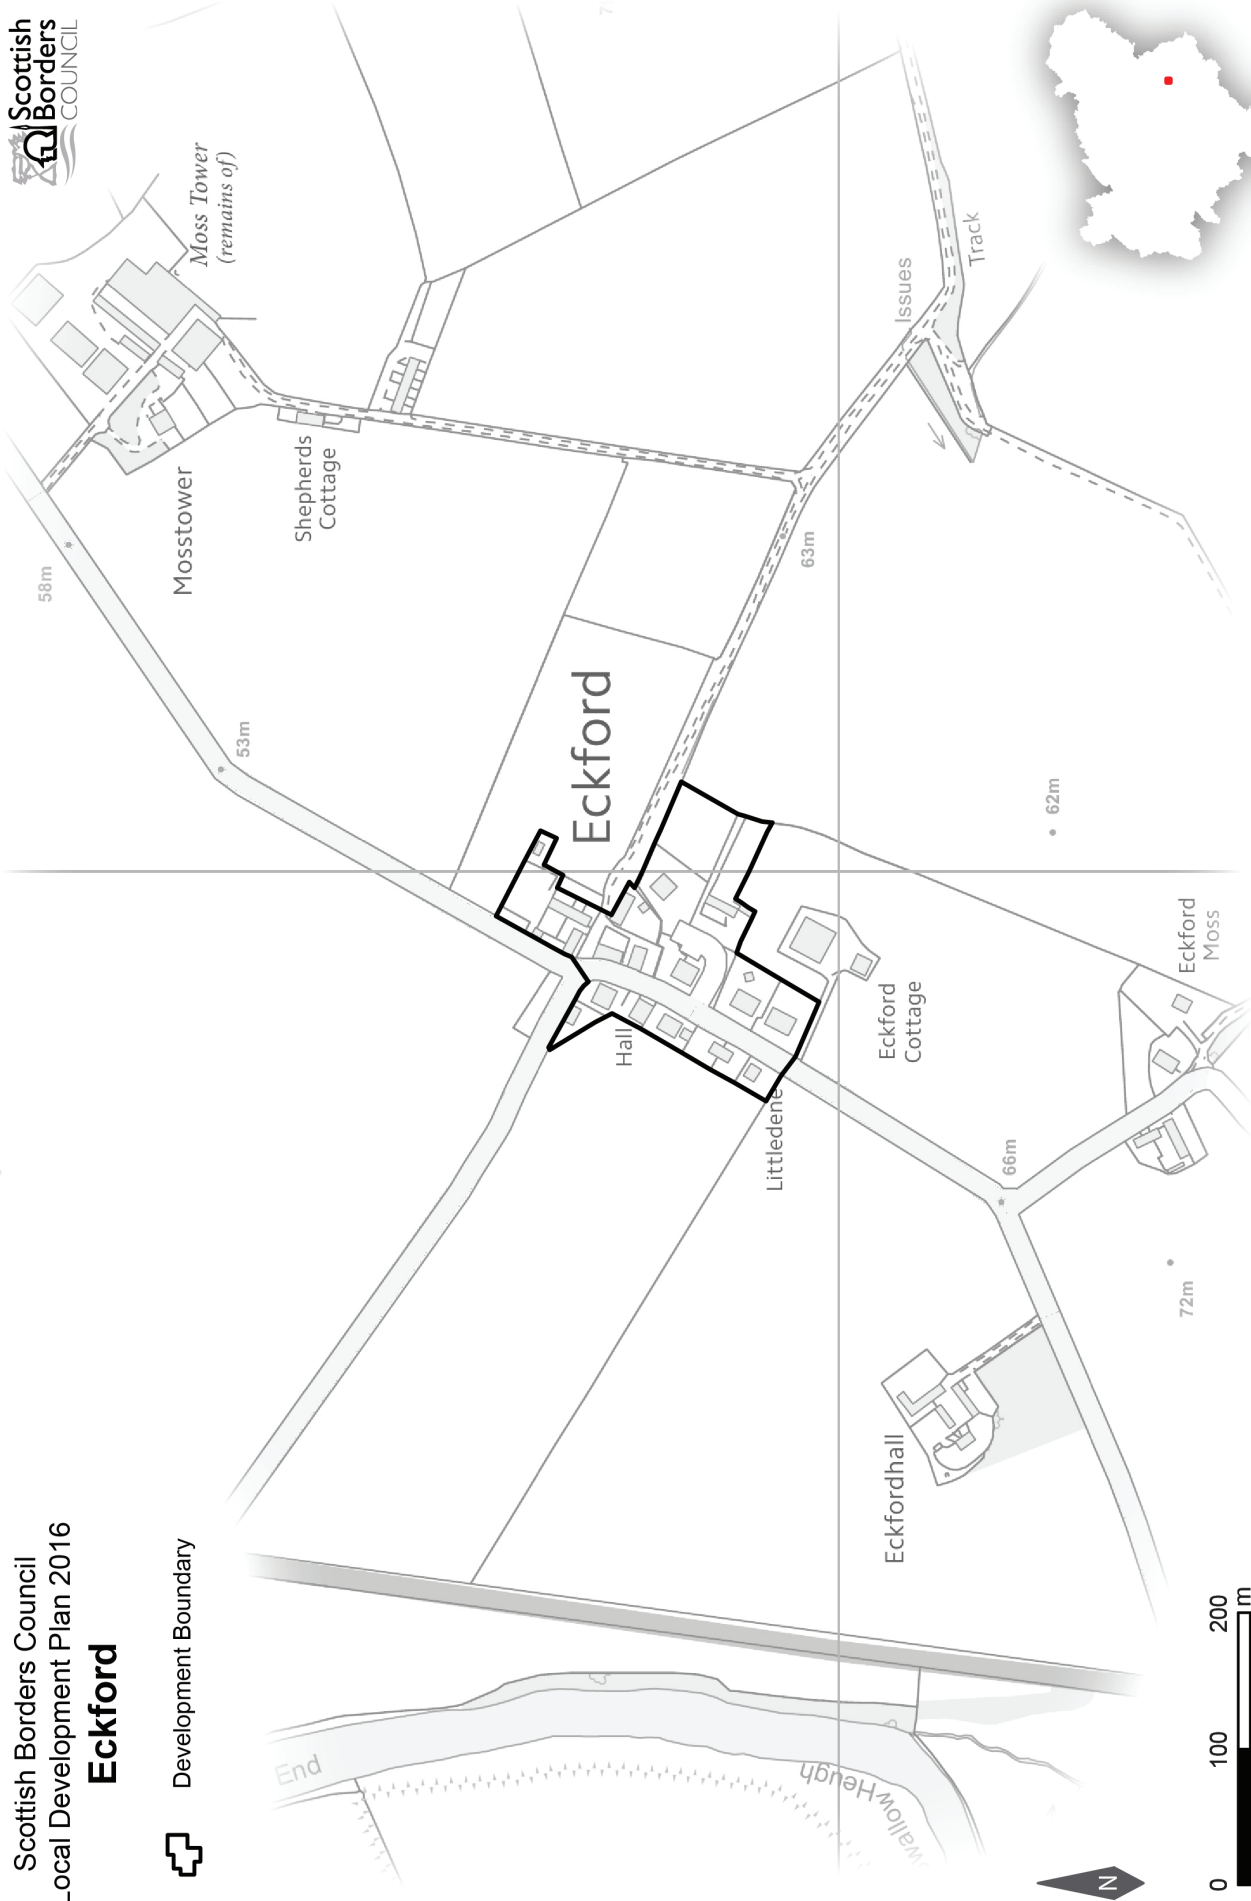 Scottish Borders Council
Local Development Plan 2016
Eckford
Development Boundary
Scottish
Borders
COUNCIL
Moss Tower
(remains of)
Mosstower
58m
53m
Shepherds
Cottage
Eckford
Issues
Track
63m
62m
Hall
Littledene
Eckford
Cottage
Eckford
Moss
66m
72m
Eckfordhall
End
wallow Heugh
N
0
100
200
m